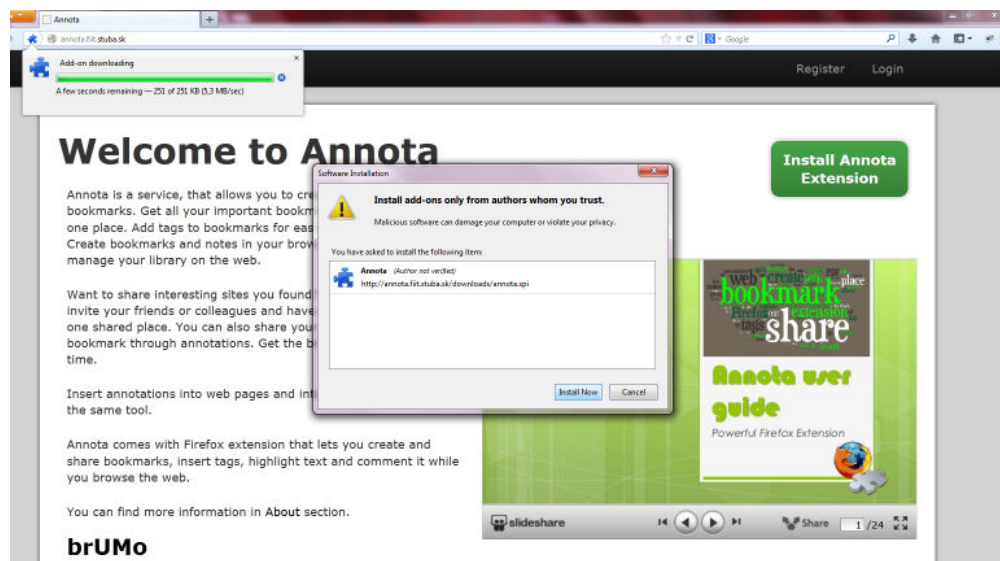 Annota
annota.fiit.stuba.sk
Google
Add-on downloading
A few seconds remaining — 251 of 251 KB (5,3 MB/sec)
Register Login
Welcome to Annota
Install Annota
Extension
Annota is a service, that allows you to cre
bookmarks. Get all your important bookm
one place. Add tags to bookmarks for eas
Create bookmarks and notes in your brow
manage your library on the web.
Want to share interesting sites you found
invite your friends or colleagues and have
one shared place. You can also share you
bookmark through annotations. Get the b
time.
Insert annotations into web pages and int
the same tool.
Annota comes with Firefox extension that lets you create and
share bookmarks, insert tags, highlight text and comment it while
you browse the web.
You can find more information in About section.
brUMo
Software Installation
Install add-ons only from authors whom you trust.
Malicious software can damage your computer or violate your privacy.
You have asked to install the following item:
Annota (Author not verified)
http://annota.fiit.stuba.sk/downloads/annota.xpi
Install Now Cancel
web create place
bookmark
Firefox extension
tags share
Annota user
guide
Powerful Firefox Extension
slideshare
Share 1 /24